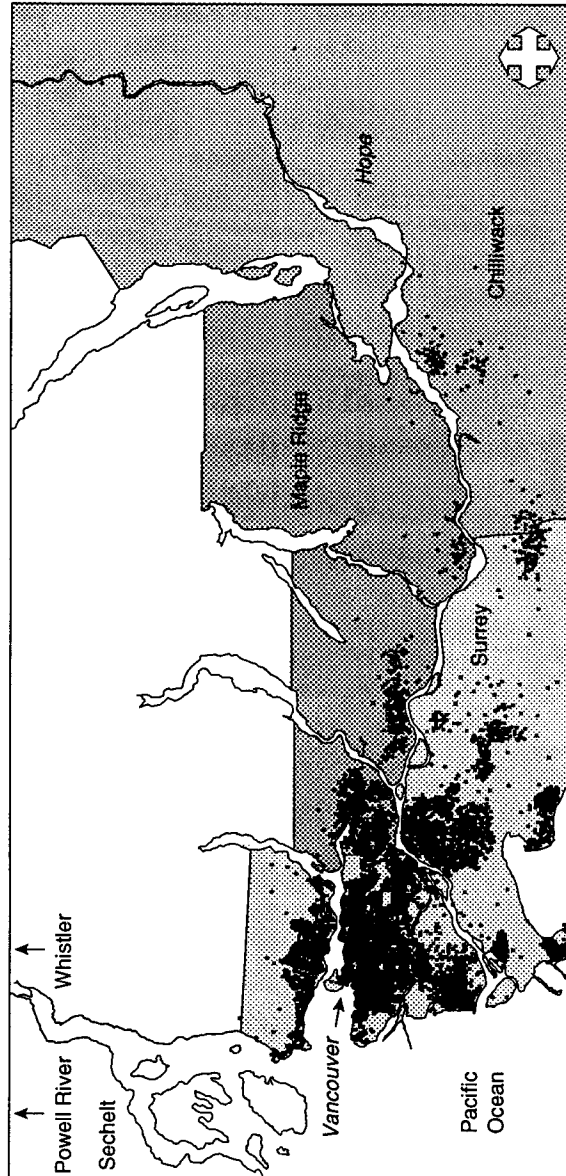 Powell River
Sechelt
Whistler
Vancouver
Pacific
Ocean
Surrey
Maple Ridge
Hope
Chilliwack